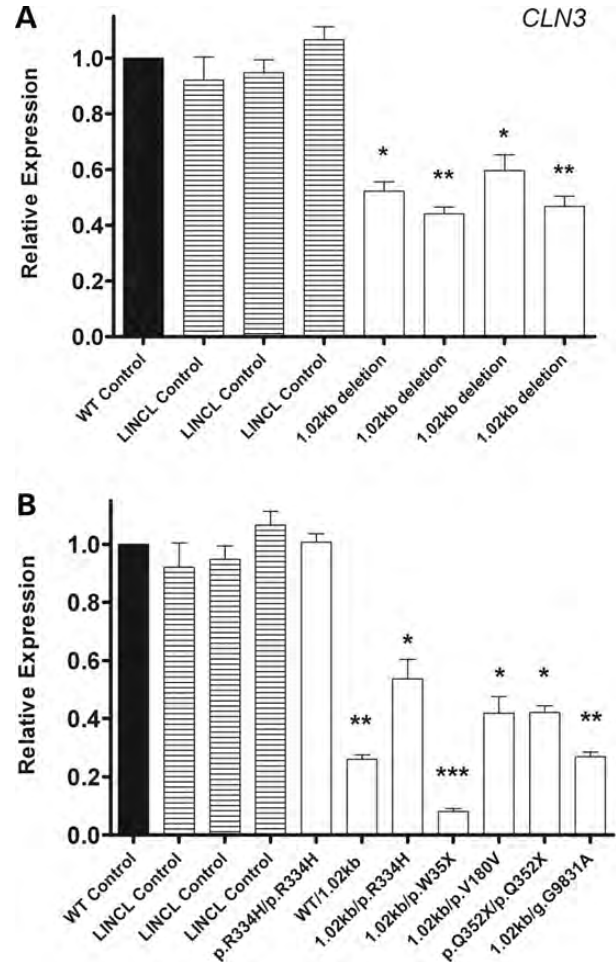 A
CLN3
Relative Expression
1.0
0.8
0.6
0.4
0.2
0.0
* ** * **
WT Control
LINCL Control
LINCL Control
LINCL Control
1.02kb deletion
1.02kb deletion
1.02kb deletion
1.02kb deletion
B
Relative Expression
1.0
0.8
0.6
0.4
0.2
0.0
** * *** * * **
WT Control
LINCL Control
LINCL Control
LINCL Control
p.R334H/p.R334H
WT/1.02kb
1.02kb/p.R334H
1.02kb/p.W35X
1.02kb/p.V180V
p.Q352X/p.Q352X
1.02kb/g.G9831A